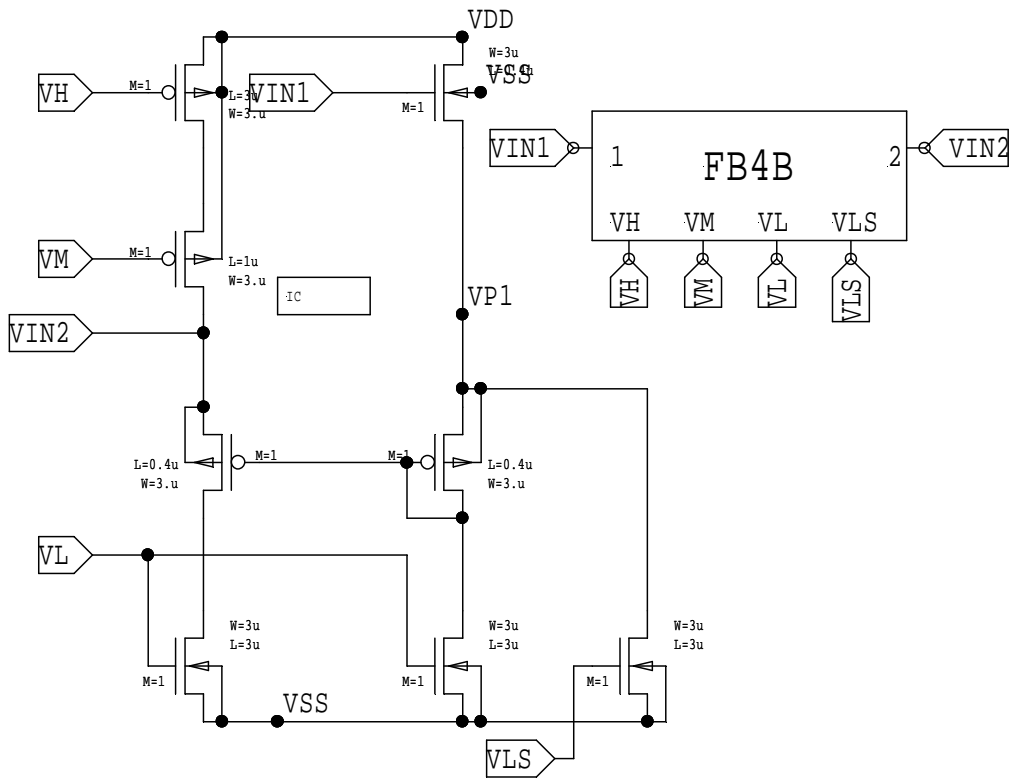 VDD
W=3u
L=0.4u
VSS
VH
M=1
L=3u
W=3.u
VIN1
M=1
VIN1
1
FB4B
2
VIN2
VH
VM
VL
VLS
VM
M=1
L=1u
W=3.u
VH
VM
VL
VLS
IC
VP1
VIN2
L=0.4u
W=3.u
M=1
M=1
L=0.4u
W=3.u
VL
W=3u
L=3u
M=1
W=3u
L=3u
M=1
W=3u
L=3u
M=1
VSS
VLS